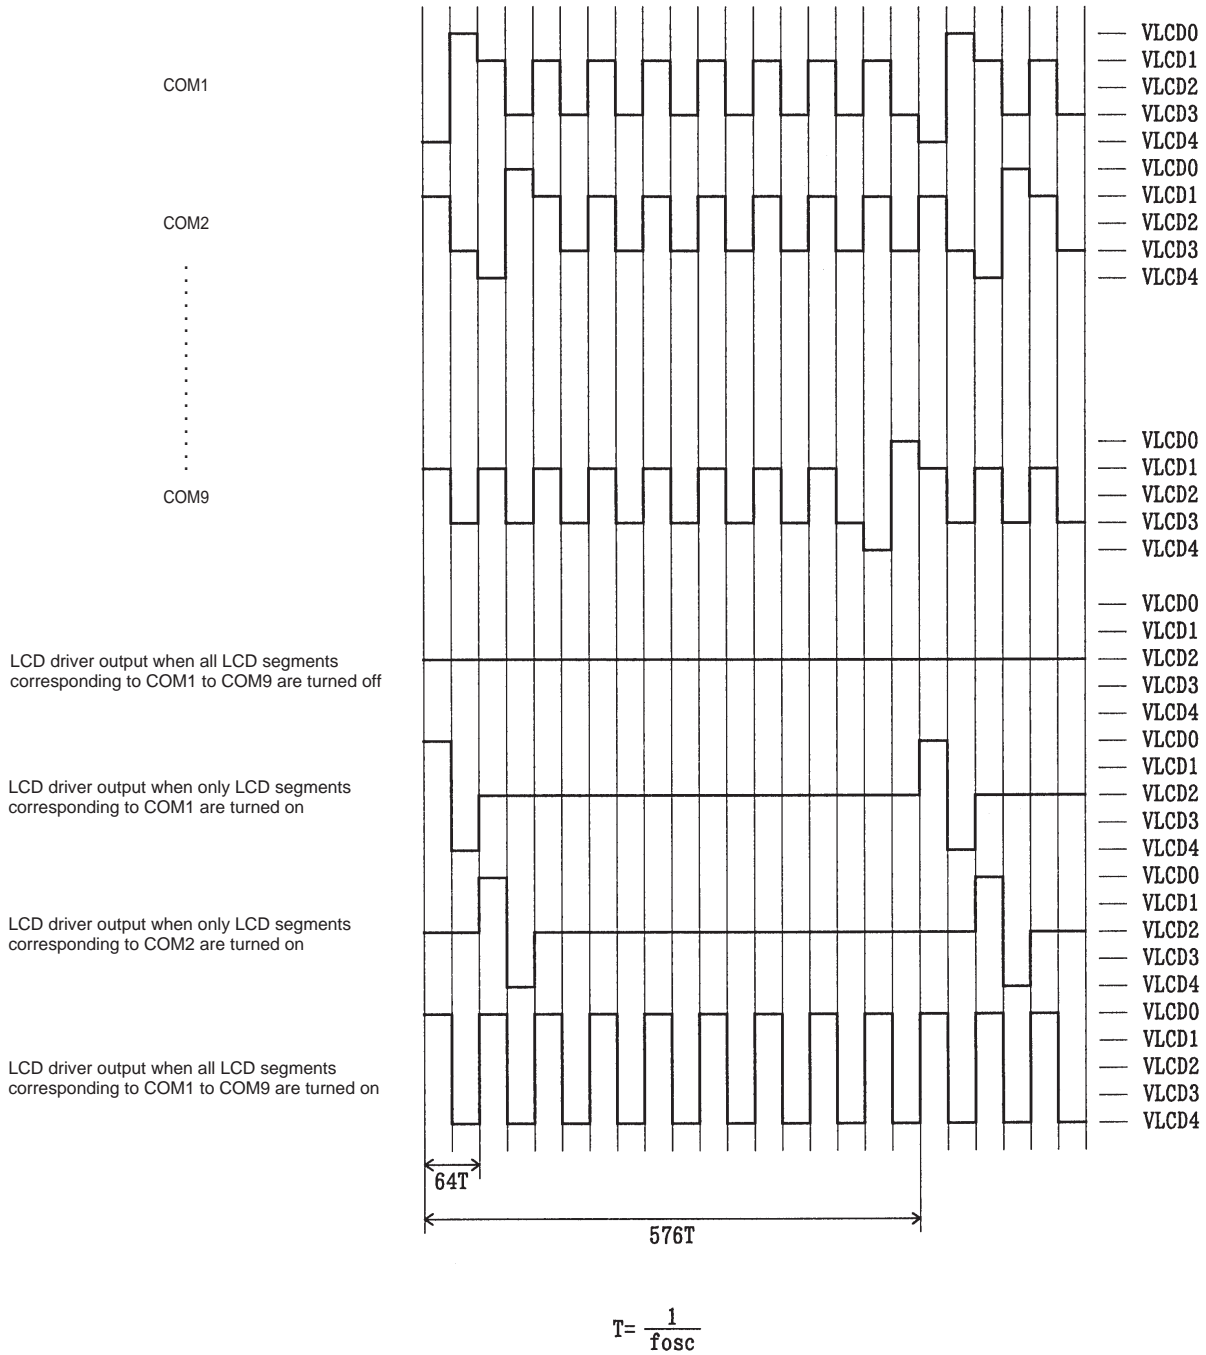 VLCD0
VLCD1
COM1
VLCD2
VLCD3
VLCD4
VLCD0
VLCD1
COM2
VLCD2
VLCD3
VLCD4
VLCD0
VLCD1
COM9
VLCD2
VLCD3
VLCD4
VLCD0
VLCD1
LCD driver output when all LCD segments
corresponding to COM1 to COM9 are turned off
VLCD2
VLCD3
VLCD4
VLCD0
VLCD1
LCD driver output when only LCD segments
corresponding to COM1 are turned on
VLCD2
VLCD3
VLCD4
VLCD0
VLCD1
LCD driver output when only LCD segments
corresponding to COM2 are turned on
VLCD2
VLCD3
VLCD4
VLCD0
VLCD1
LCD driver output when all LCD segments
corresponding to COM1 to COM9 are turned on
VLCD2
VLCD3
VLCD4
64T
576T
T= 1
fosc